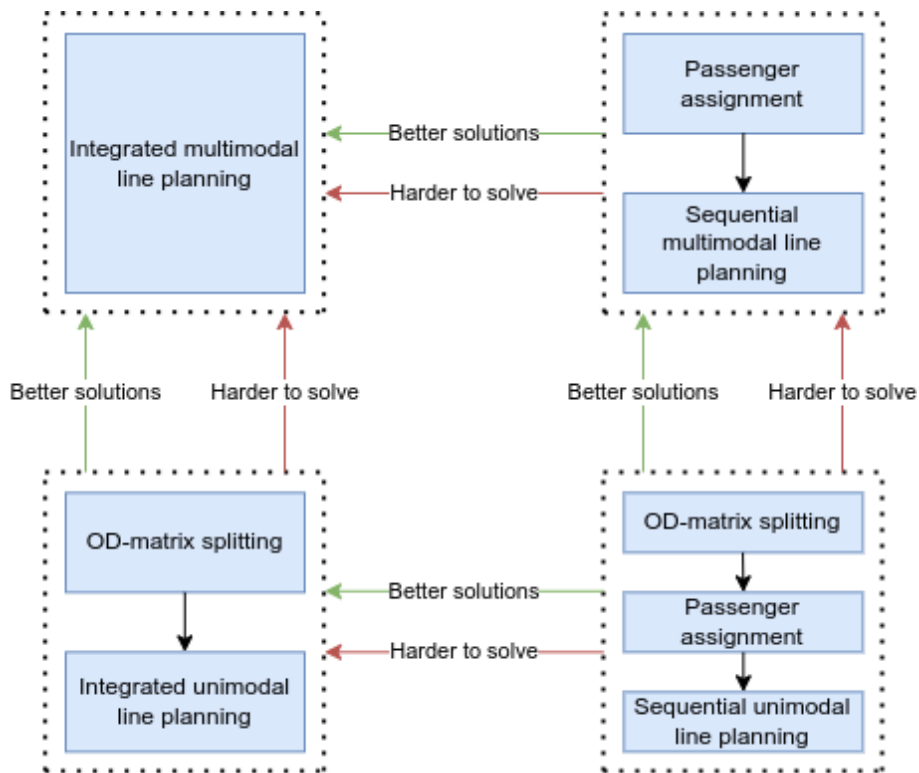 Integrated multimodal
line planning
Better solutions
Harder to solve
Passenger
assignment
Sequential
multimodal line
planning
Better solutions
Harder to solve
Better solutions
Harder to solve
OD-matrix splitting
Integrated unimodal
line planning
Better solutions
Harder to solve
OD-matrix splitting
Passenger
assignment
Sequential unimodal
line planning